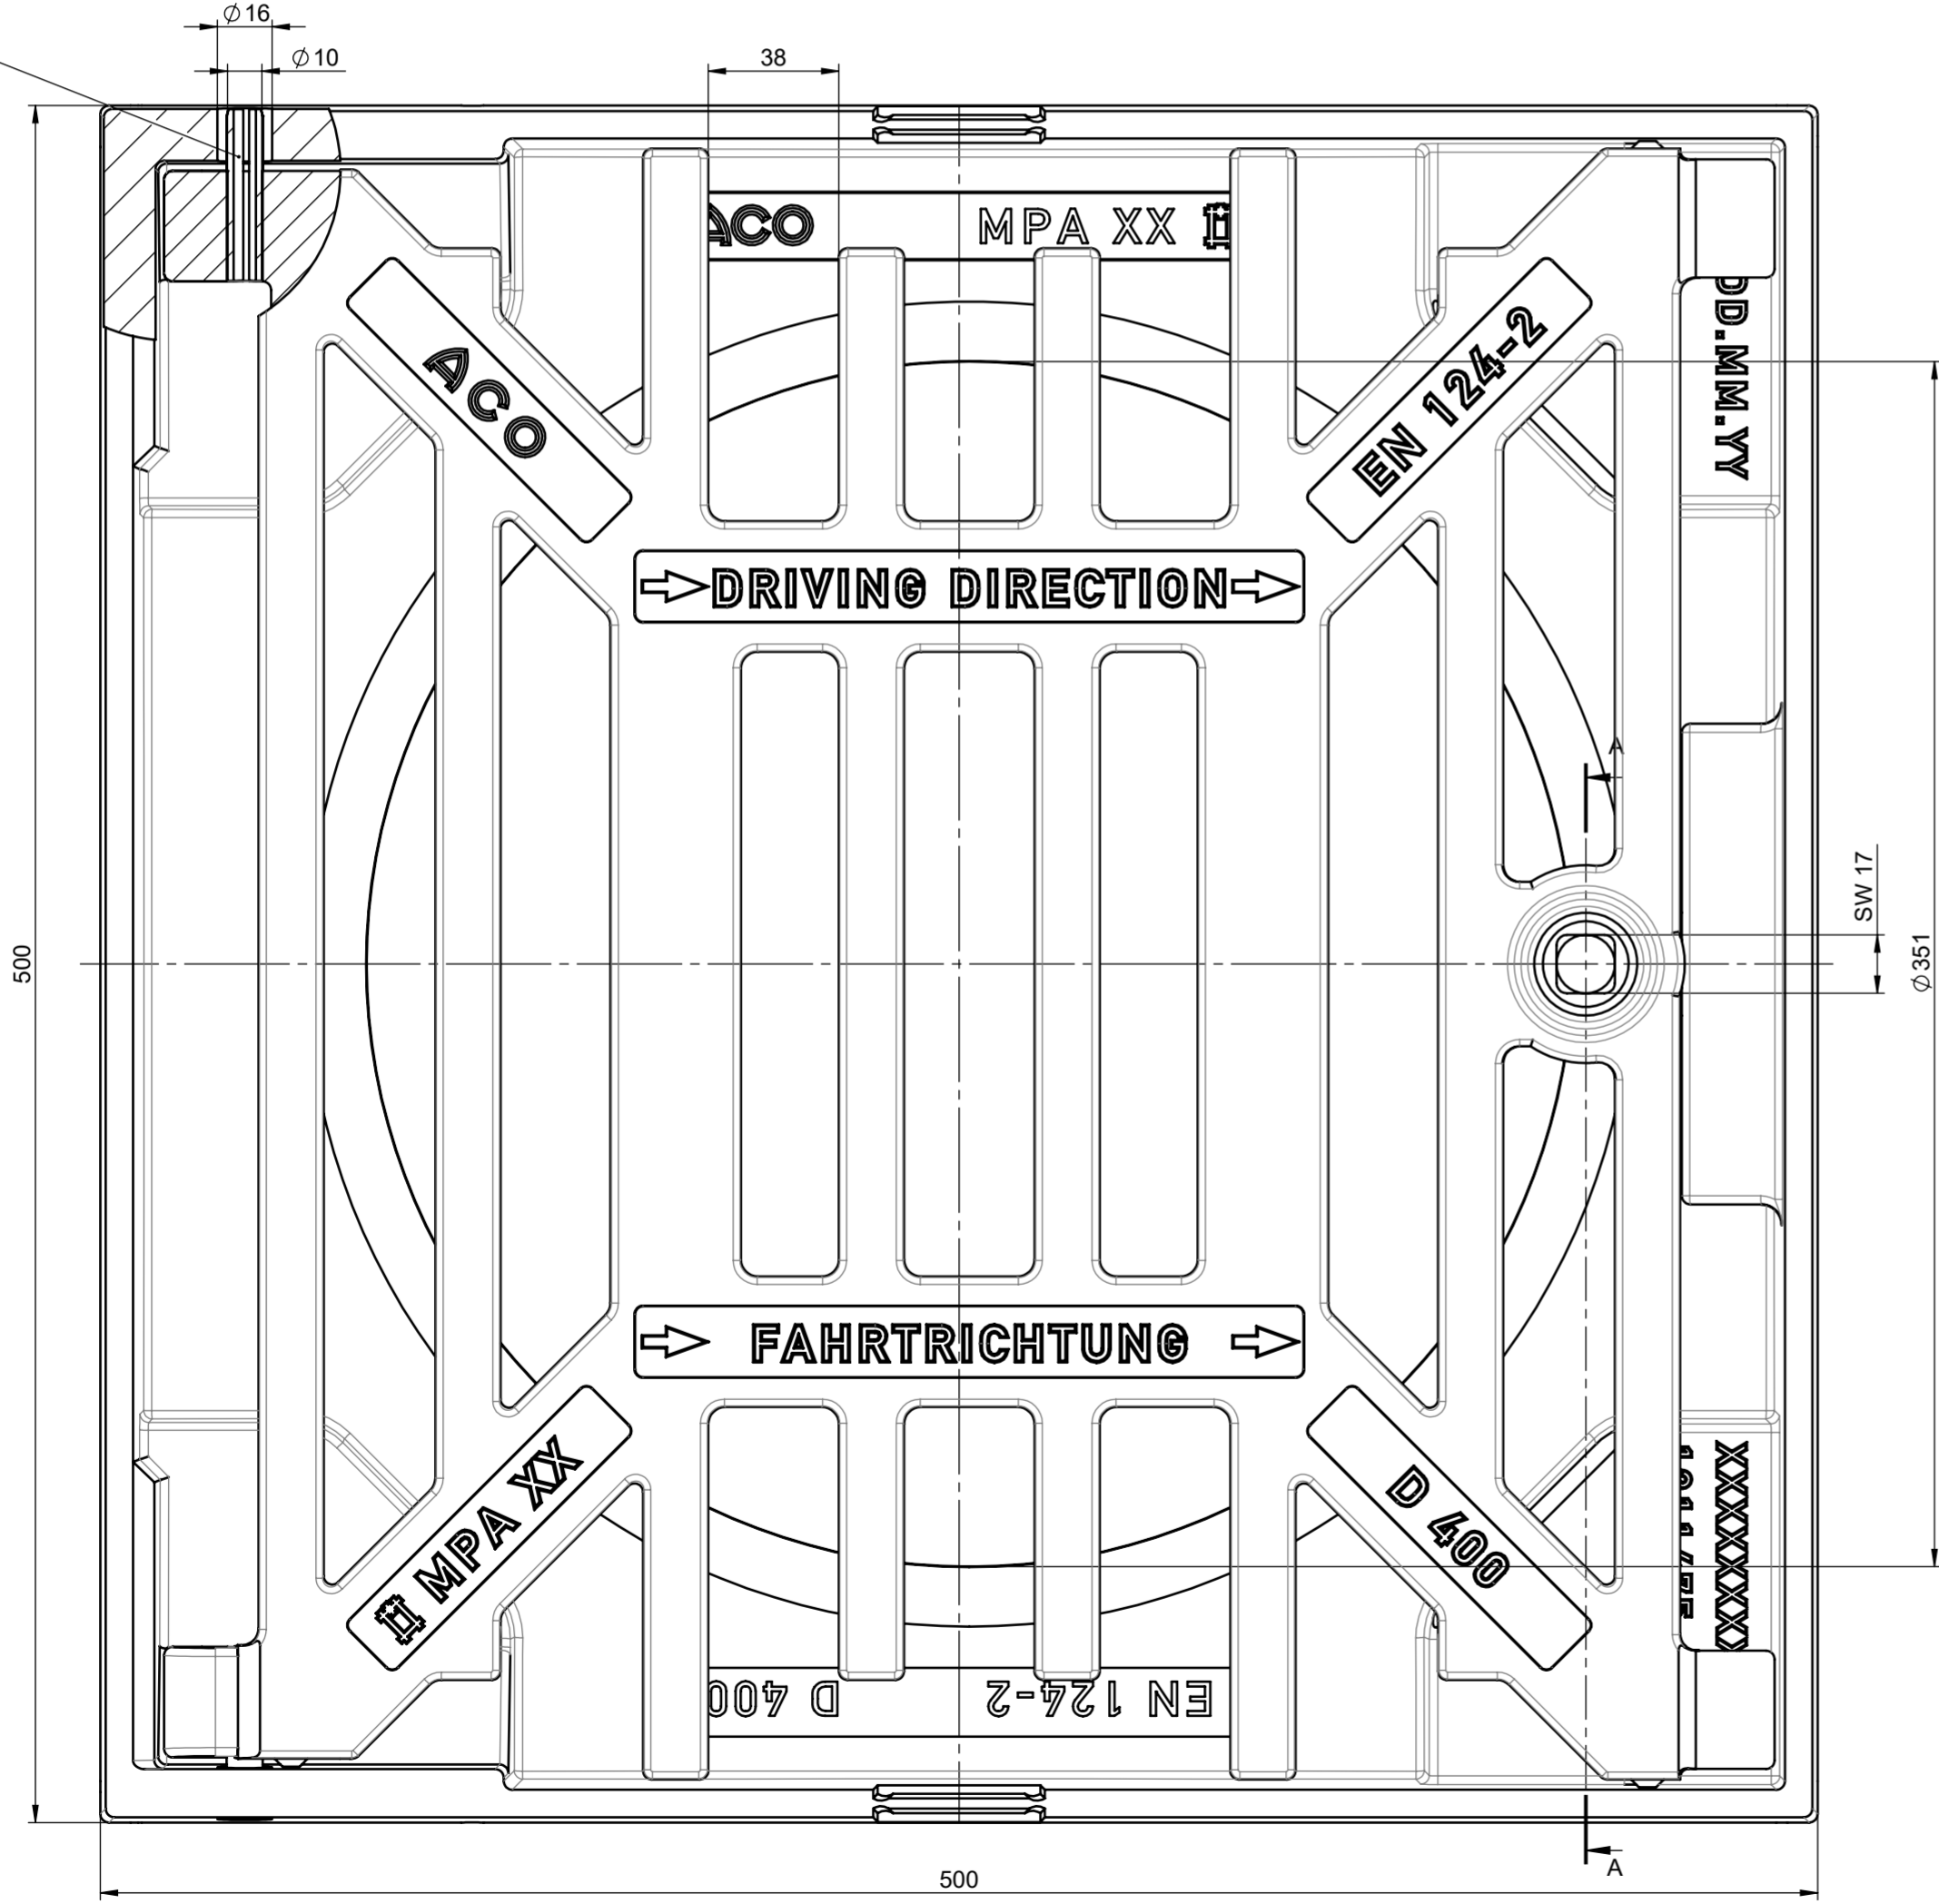 ⌀16
⌀10
38
ACO
MPA XX
ACO
EN 124-2
DD.MM.YY
DRIVING DIRECTION
A
SW 17
⌀351
500
FAHRTRICHTUNG
MPA XX
D 400
XXXXXXXX
D 400
EN 124-2
A
500